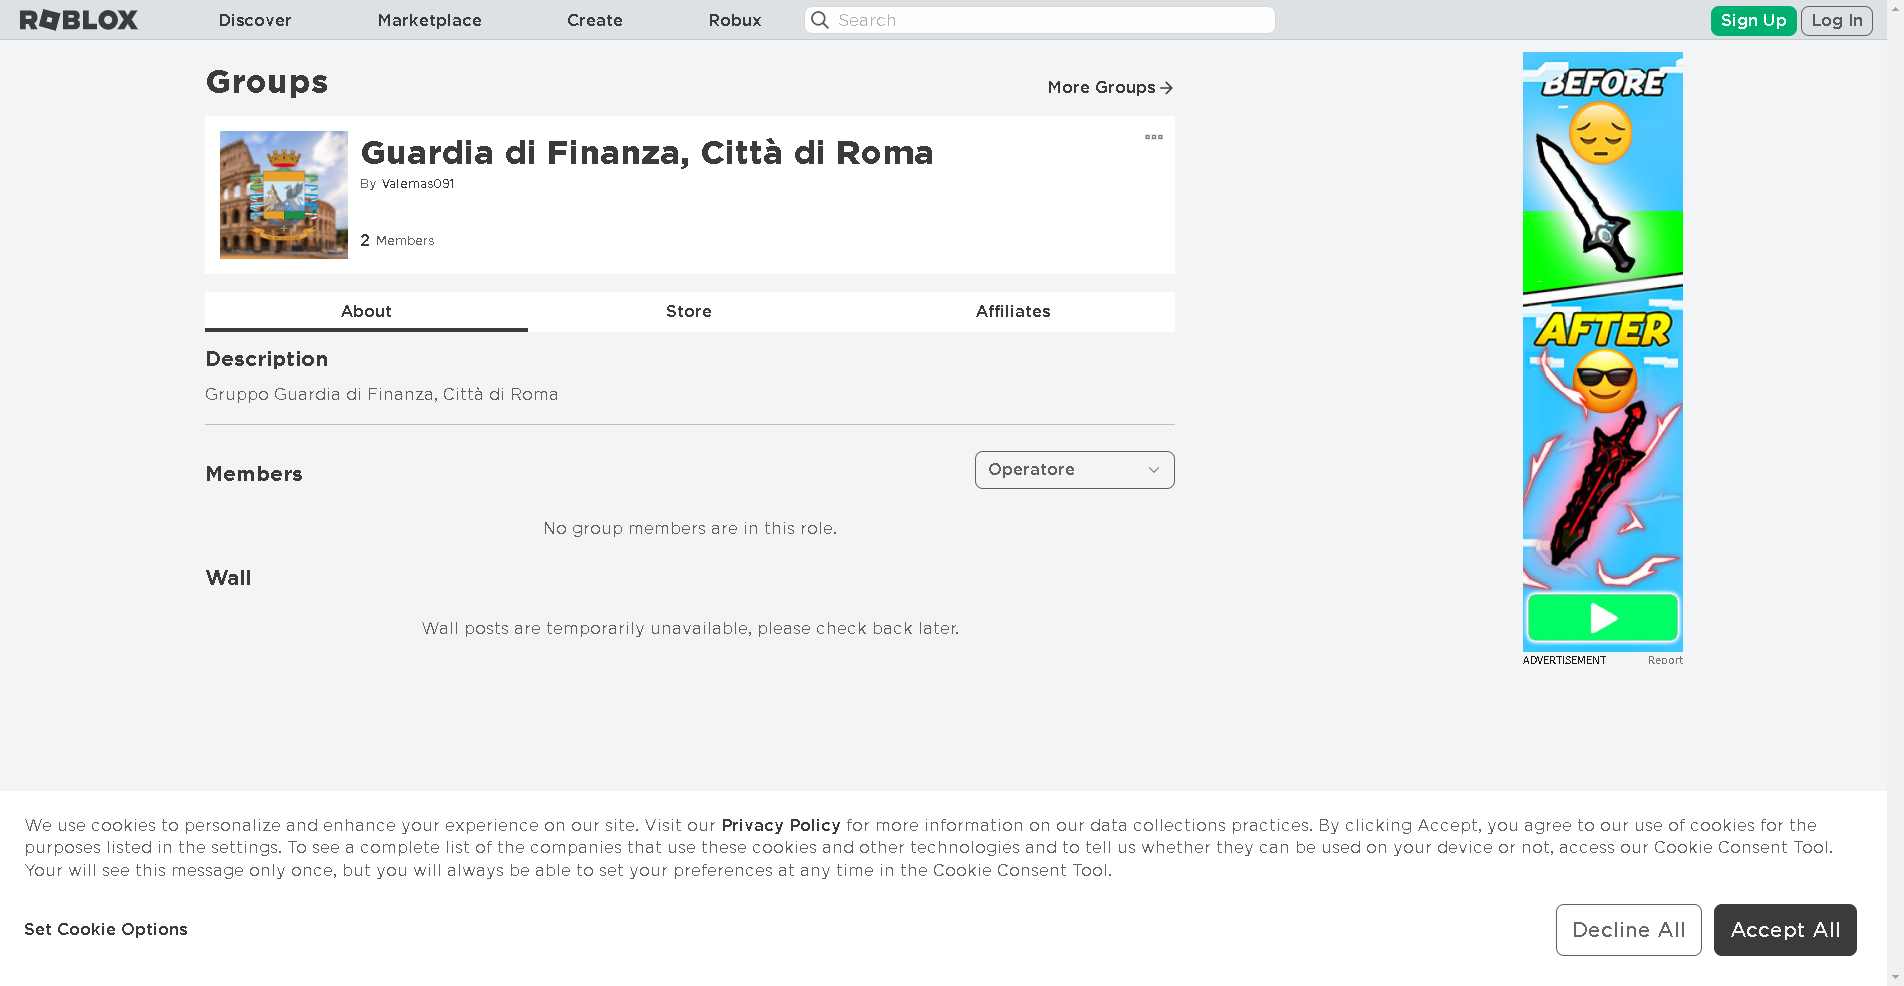 ROBLOX
Discover
Marketplace
Create
Robux
Search
Sign Up
Log In
Groups
More Groups
Guardia di Finanza, Città di Roma
By Valemas091
2 Members
About
Store
Affiliates
Description
Gruppo Guardia di Finanza, Città di Roma
Members
Operatore
No group members are in this role.
Wall
Wall posts are temporarily unavailable, please check back later.
BEFORE
AFTER
ADVERTISEMENT
Report
We use cookies to personalize and enhance your experience on our site. Visit our Privacy Policy for more information on our data collections practices. By clicking Accept, you agree to our use of cookies for the
purposes listed in the settings. To see a complete list of the companies that use these cookies and other technologies and to tell us whether they can be used on your device or not, access our Cookie Consent Tool.
Your will see this message only once, but you will always be able to set your preferences at any time in the Cookie Consent Tool.
Set Cookie Options
Decline All
Accept All